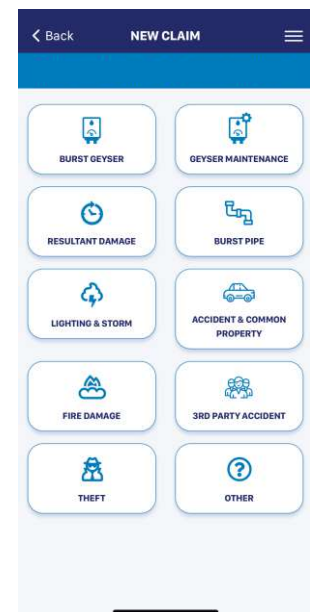 Back NEW CLAIM
BURST GEYSER GEYSER MAINTENANCE
RESULTANT DAMAGE BURST PIPE
LIGHTING & STORM ACCIDENT & COMMON
PROPERTY
FIRE DAMAGE 3RD PARTY ACCIDENT
THEFT OTHER